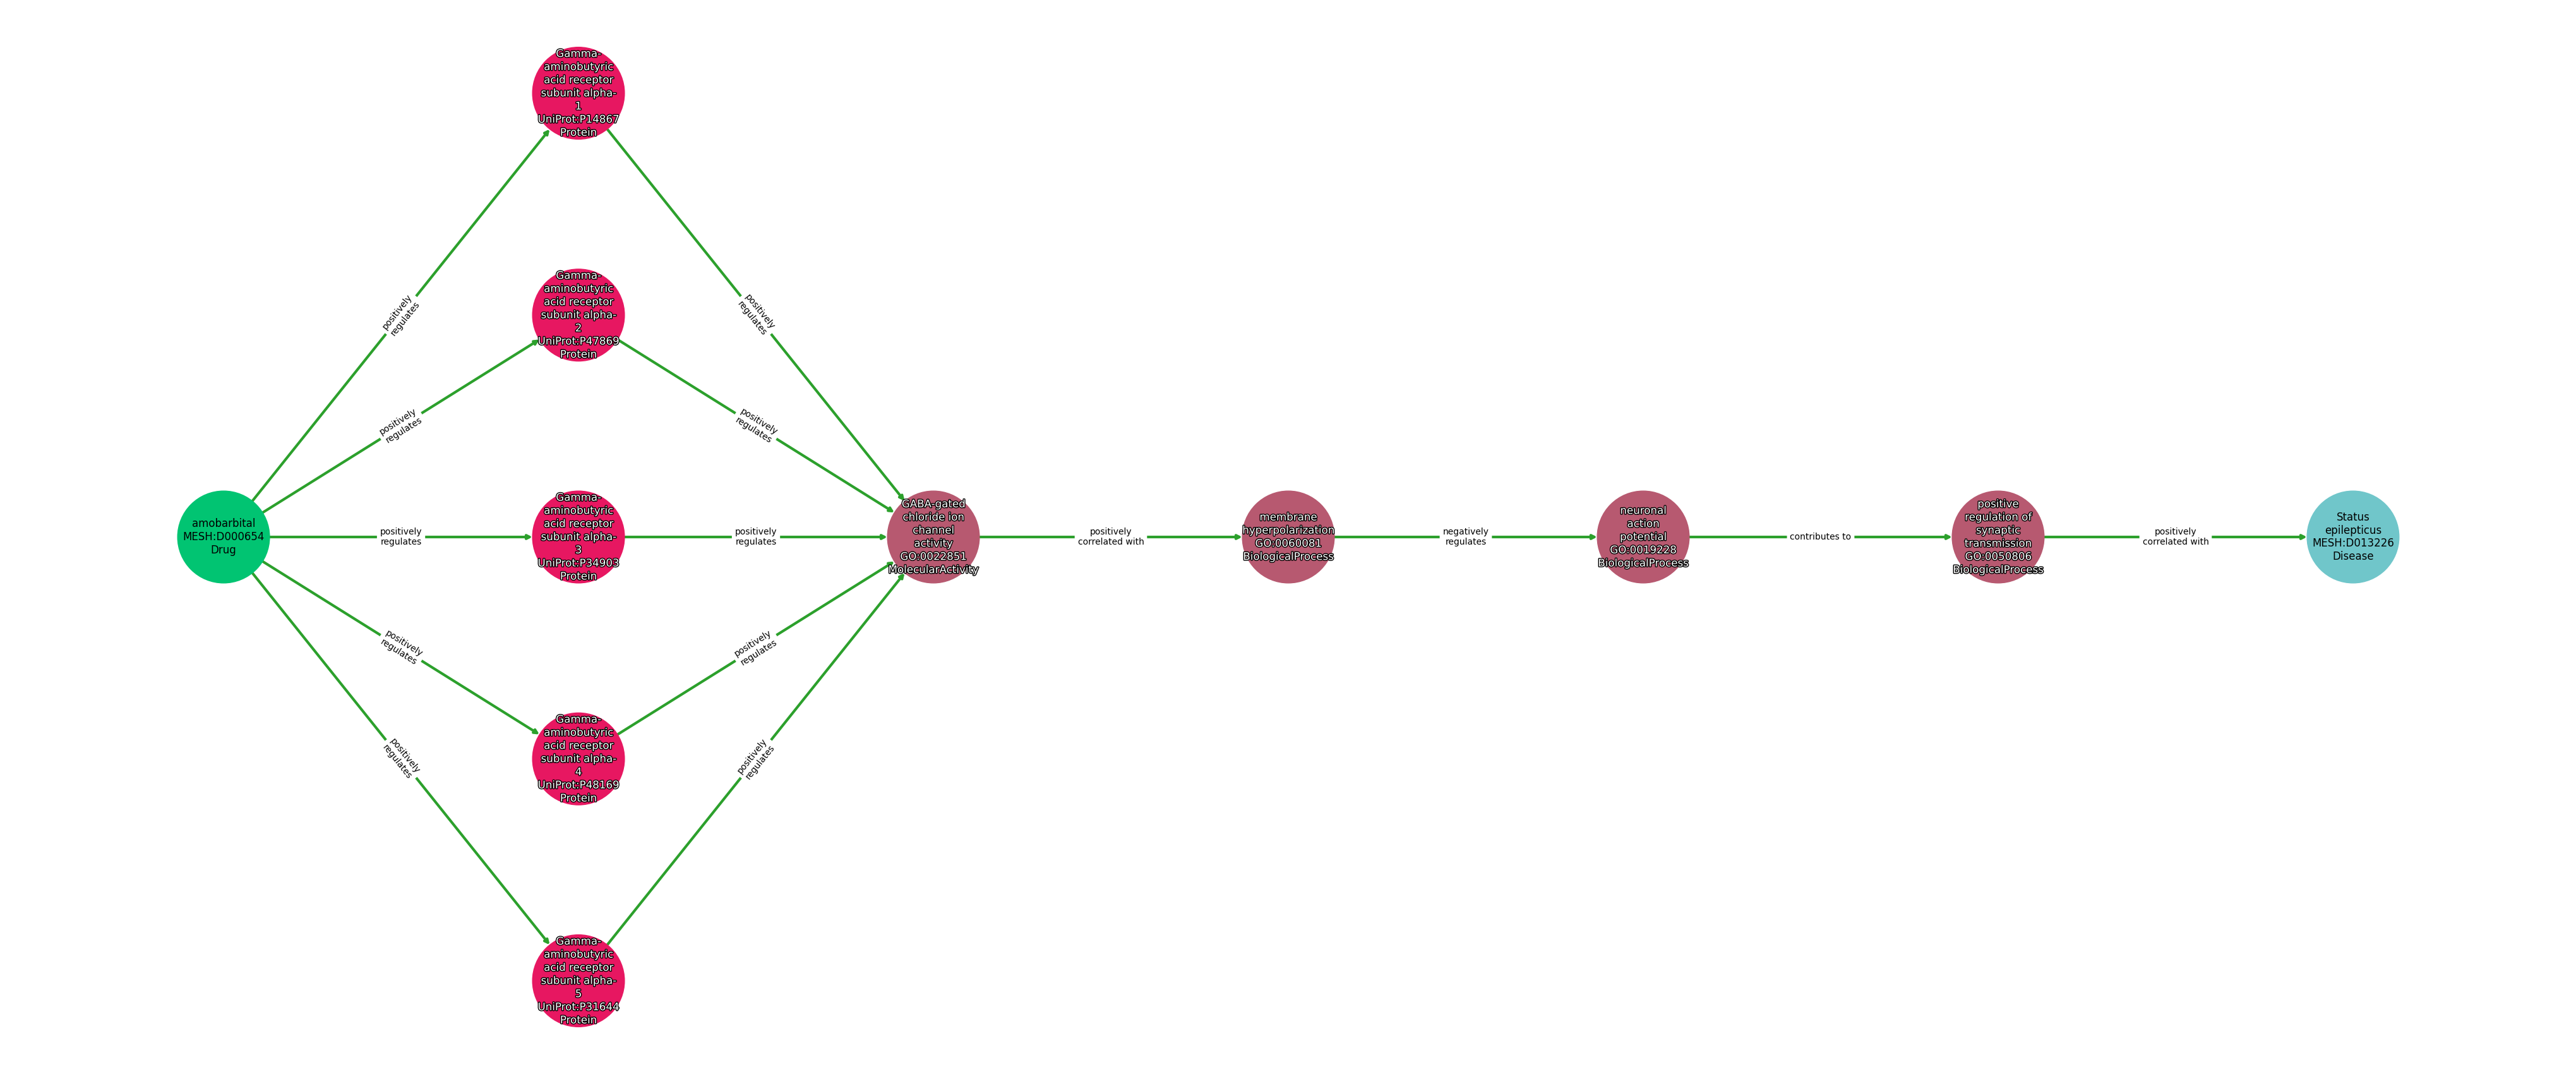 Gamma-
aminobutyric
acid receptor
subunit alpha-
1
UniProt:P14867
Protein
Gamma-
aminobutyric
acid receptor
subunit alpha-
2
UniProt:P47869
Protein
positively
regulates
positively
regulates
positively
regulates
positively
regulates
amobarbital
MESH:D000654
Drug
positively
regulates
Gamma-
aminobutyric
acid receptor
subunit alpha-
3
UniProt:P34903
Protein
positively
regulates
GABA-gated
chloride ion
channel
activity
GO:0022851
MolecularActivity
positively
correlated with
membrane
hyperpolarization
GO:0060081
BiologicalProcess
negatively
regulates
neuronal
action
potential
GO:0019228
BiologicalProcess
contributes to
positive
regulation of
synaptic
transmission
GO:0050806
BiologicalProcess
positively
correlated with
Status
epilepticus
MESH:D013226
Disease
positively
regulates
positively
regulates
Gamma-
aminobutyric
acid receptor
subunit alpha-
4
UniProt:P48169
Protein
positively
regulates
positively
regulates
Gamma-
aminobutyric
acid receptor
subunit alpha-
5
UniProt:P31644
Protein